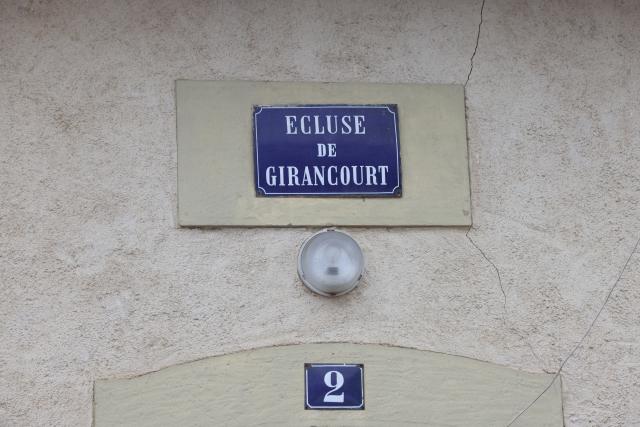 ECLUSE
DE
GIRANCOURT
2